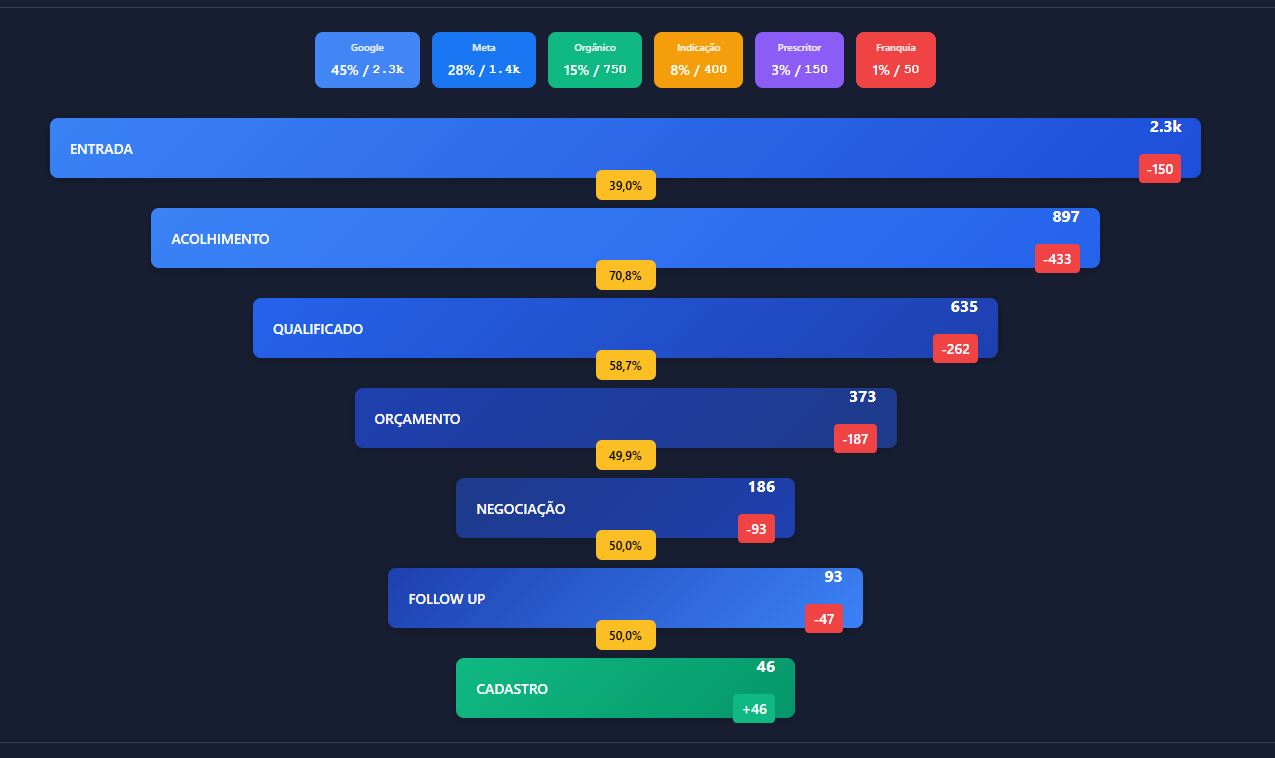 Google
45% / 2.3k
Meta
28% / 1.4k
Orgânico
15% / 750
Indicação
8% / 400
Prescritor
3% / 150
Franquia
1% / 50
ENTRADA
2.3k
-150
39,0%
ACOLHIMENTO
897
-433
70,8%
QUALIFICADO
635
-262
58,7%
ORÇAMENTO
373
-187
49,9%
NEGOCIAÇÃO
186
-93
50,0%
FOLLOW UP
93
-47
50,0%
CADASTRO
46
+46